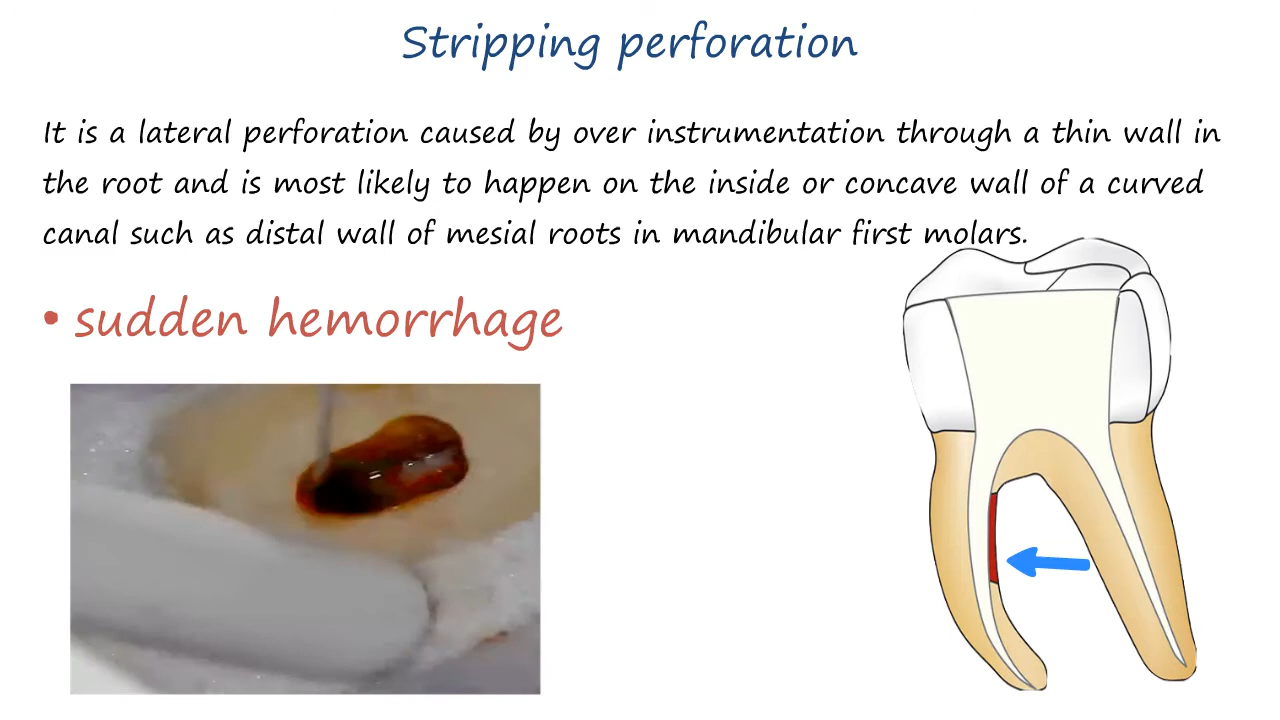 Stripping perforation
It is a lateral perforation caused by over instrumentation through a thin wall in
the root and is most likely to happen on the inside or concave wall of a curved
canal such as distal wall of mesial roots in mandibular first molars.
• sudden hemorrhage